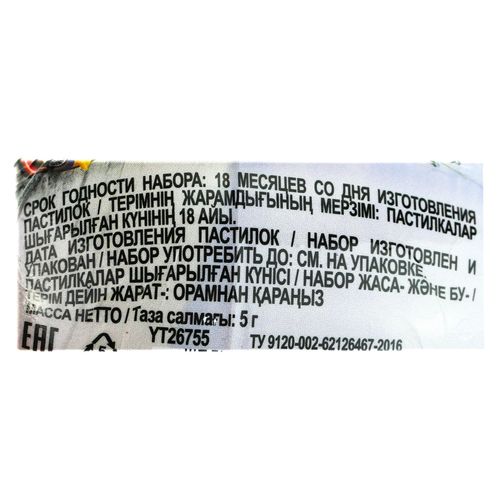 СРОК ГОДНОСТИ НАБОРА: 18 МЕСЯЦЕВ СО ДНЯ ИЗГОТОВЛЕНИЯ
ПАСТИЛОК / ТЕРІМНІҢ ЖАРАМДЫҒЫНЫҢ МЕРЗІМІ: ПАСТИЛКАЛАР
ШЫҒАРЫЛҒАН КҮНІНІҢ 18 АЙЫ.
ДАТА ИЗГОТОВЛЕНИЯ ПАСТИЛОК / НАБОР ИЗГОТОВЛЕН И
УПАКОВАН / НАБОР УПОТРЕБИТЬ ДО: СМ. НА УПАКОВКЕ
ПАСТИЛКАЛАР ШЫҒАРЫЛҒАН КҮНІСІ / НАБОР ЖАСА- ЖӘНЕ БУ- /
ТЕРІМ ДЕЙІН ЖАРАТ-: ОРАМНАН ҚАРАҢЫЗ
МАССА НЕТТО / Таза салмағы: 5 г
EAC 5 YT26755 ТУ 9120-002-62126467-2016